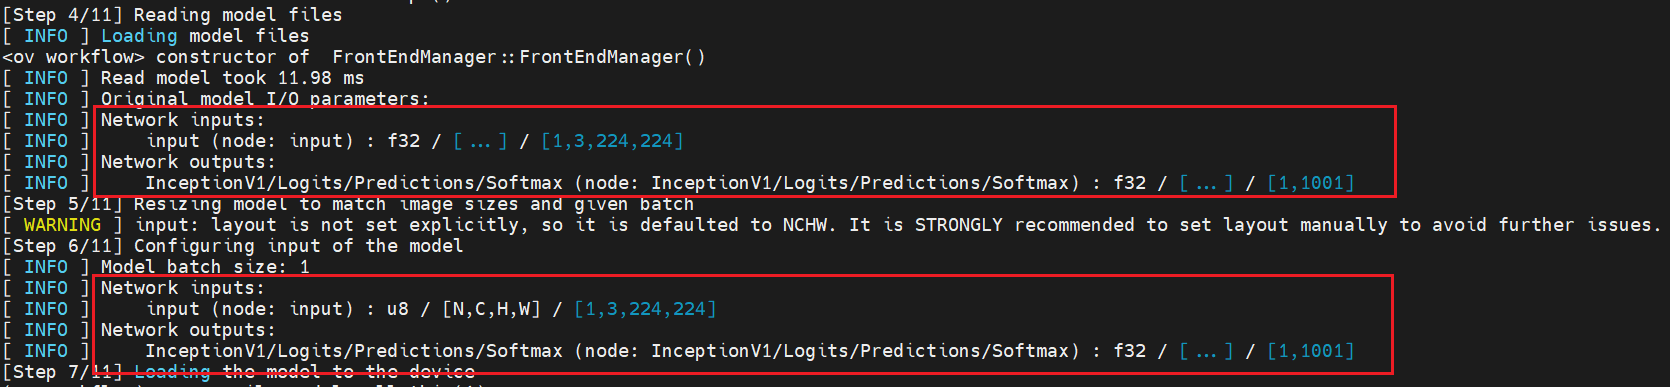 [Step 4/11] Reading model files
[ INFO ] Loading model files
<ov workflow> constructor of  FrontEndManager::FrontEndManager()
[ INFO ] Read model took 11.98 ms
[ INFO ] Original model I/O parameters:
[ INFO ] Network inputs:
[ INFO ]     input (node: input) : f32 / [...] / [1,3,224,224]
[ INFO ] Network outputs:
[ INFO ]     InceptionV1/Logits/Predictions/Softmax (node: InceptionV1/Logits/Predictions/Softmax) : f32 / [...] / [1,1001]
[Step 5/11] Resizing model to match image sizes and given batch
[ WARNING ] input: layout is not set explicitly, so it is defaulted to NCHW. It is STRONGLY recommended to set layout manually to avoid further issues.
[Step 6/11] Configuring input of the model
[ INFO ] Model batch size: 1
[ INFO ] Network inputs:
[ INFO ]     input (node: input) : u8 / [N,C,H,W] / [1,3,224,224]
[ INFO ] Network outputs:
[ INFO ]     InceptionV1/Logits/Predictions/Softmax (node: InceptionV1/Logits/Predictions/Softmax) : f32 / [...] / [1,1001]
[Step 7/11] Loading the model to the device